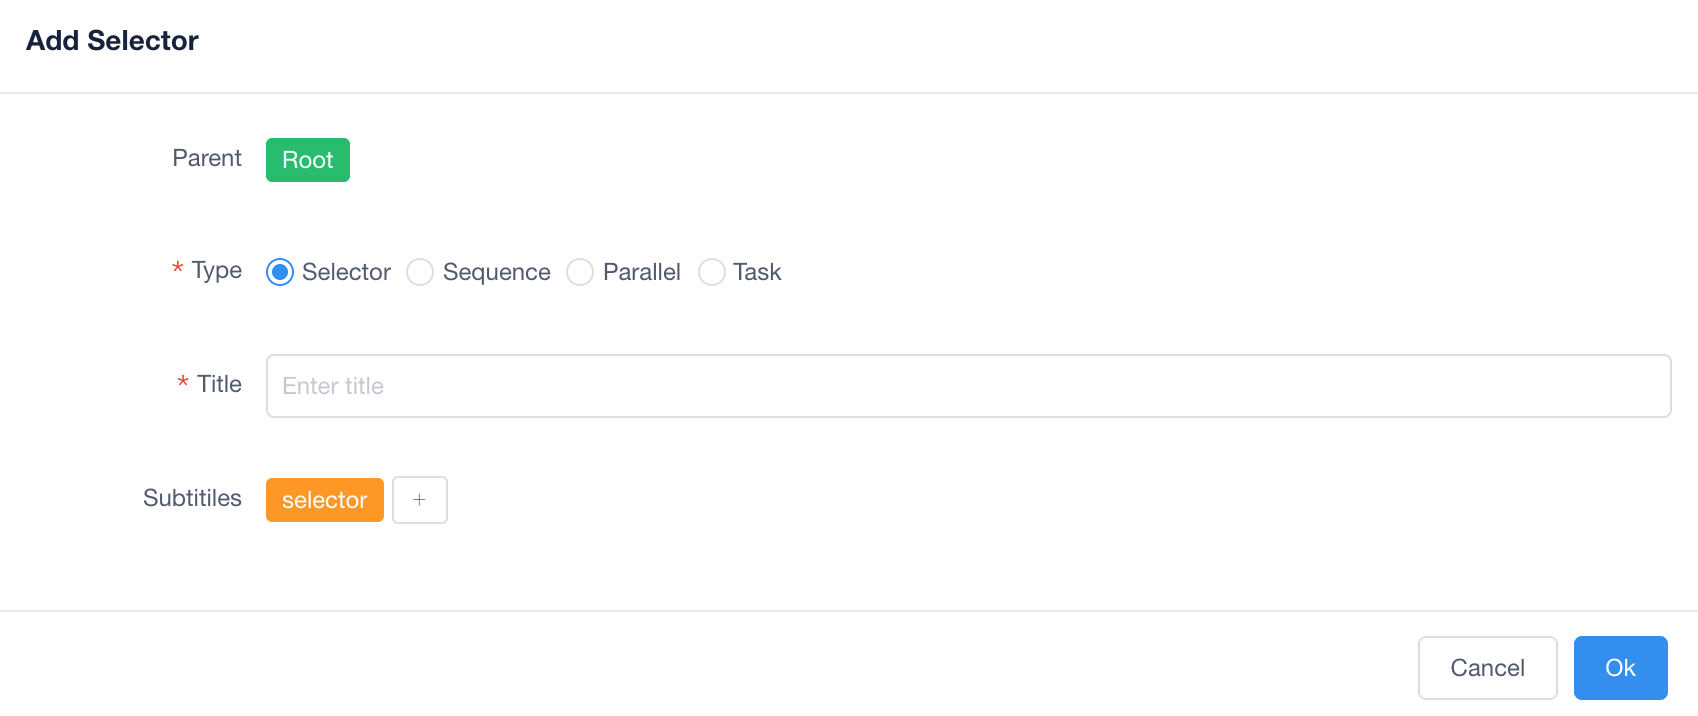 Add Selector
Parent Root
* Type Selector Sequence Parallel Task
* Title Enter title
Subtitiles selector +
Cancel Ok